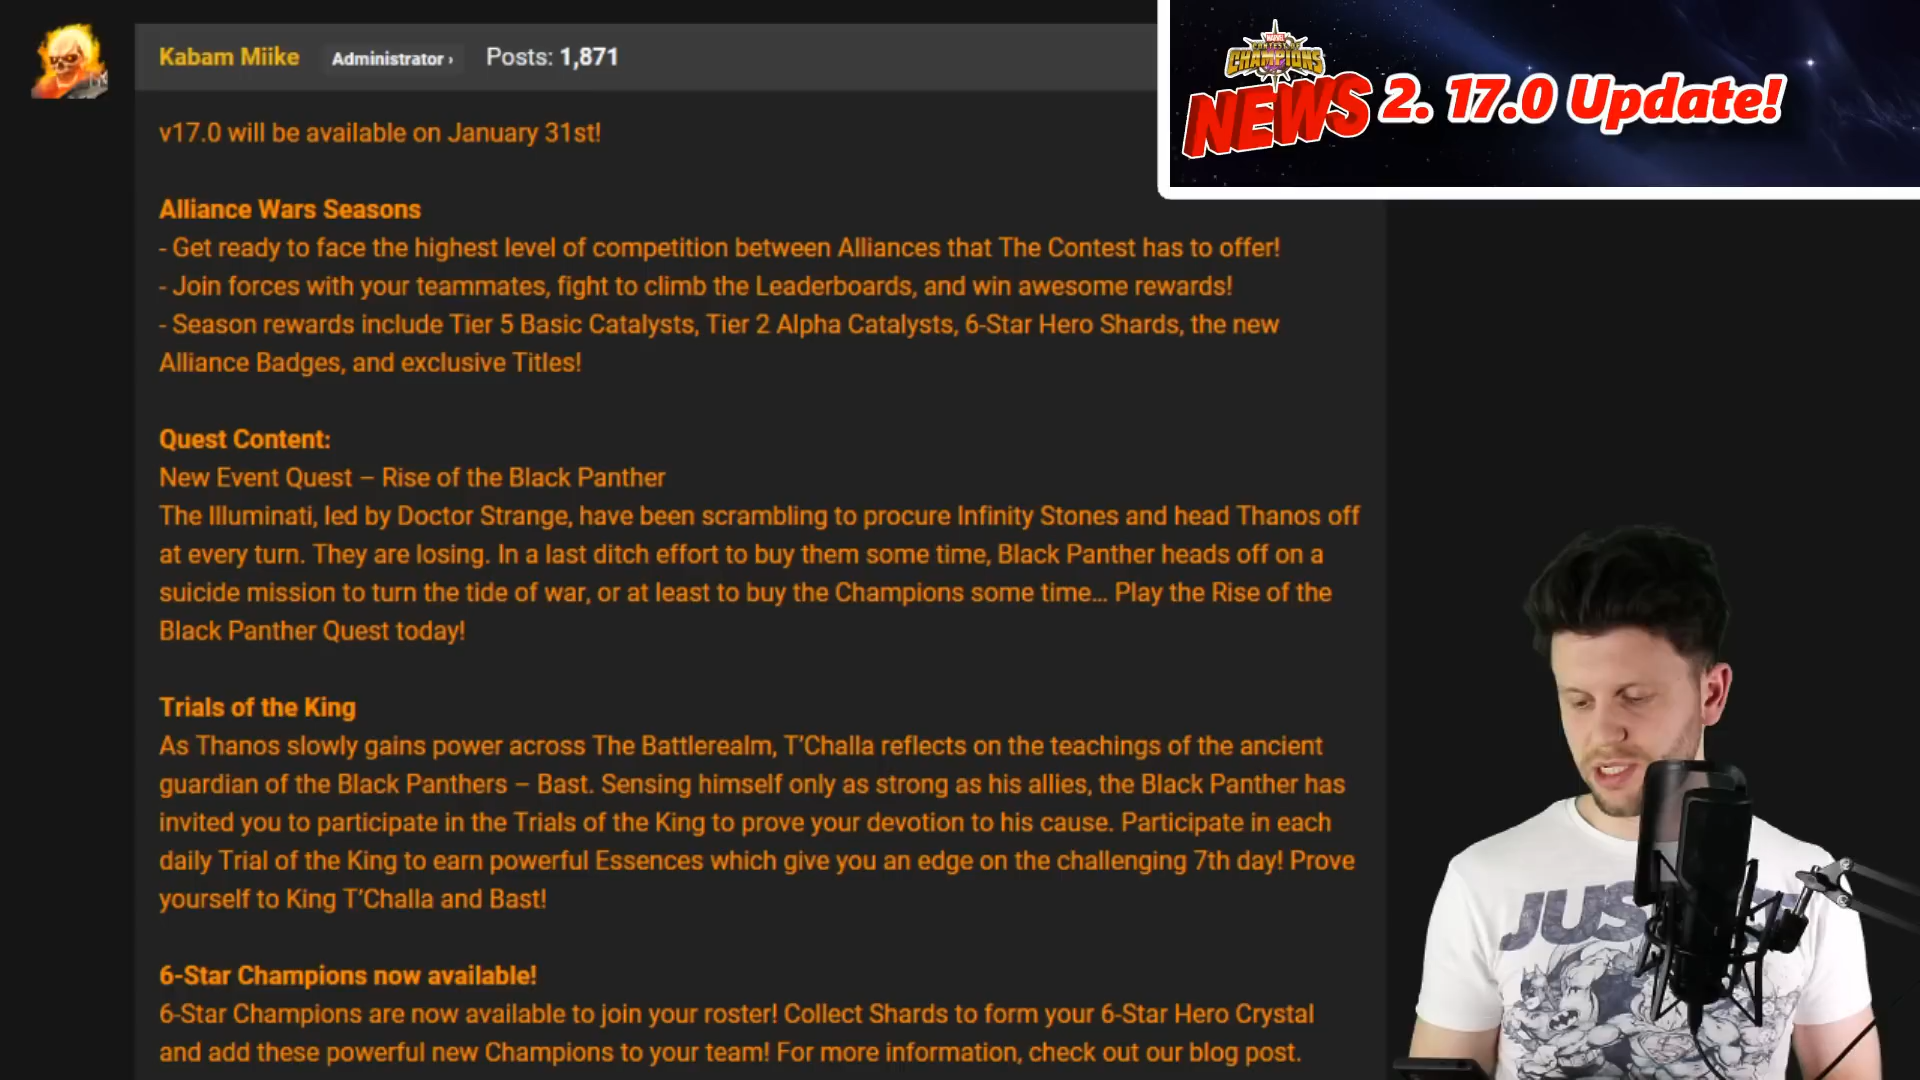 Kabam Miike Administrator › Posts: 1,871
MARVEL
CONTEST OF
CHAMPIONS
NEWS 2. 17.0 Update!
v17.0 will be available on January 31st!
Alliance Wars Seasons
- Get ready to face the highest level of competition between Alliances that The Contest has to offer!
- Join forces with your teammates, fight to climb the Leaderboards, and win awesome rewards!
- Season rewards include Tier 5 Basic Catalysts, Tier 2 Alpha Catalysts, 6-Star Hero Shards, the new
Alliance Badges, and exclusive Titles!
Quest Content:
New Event Quest – Rise of the Black Panther
The Illuminati, led by Doctor Strange, have been scrambling to procure Infinity Stones and head Thanos off
at every turn. They are losing. In a last ditch effort to buy them some time, Black Panther heads off on a
suicide mission to turn the tide of war, or at least to buy the Champions some time... Play the Rise of the
Black Panther Quest today!
Trials of the King
As Thanos slowly gains power across The Battlerealm, T'Challa reflects on the teachings of the ancient
guardian of the Black Panthers – Bast. Sensing himself only as strong as his allies, the Black Panther has
invited you to participate in the Trials of the King to prove your devotion to his cause. Participate in each
daily Trial of the King to earn powerful Essences which give you an edge on the challenging 7th day! Prove
yourself to King T'Challa and Bast!
6-Star Champions now available!
6-Star Champions are now available to join your roster! Collect Shards to form your 6-Star Hero Crystal
and add these powerful new Champions to your team! For more information, check out our blog post.